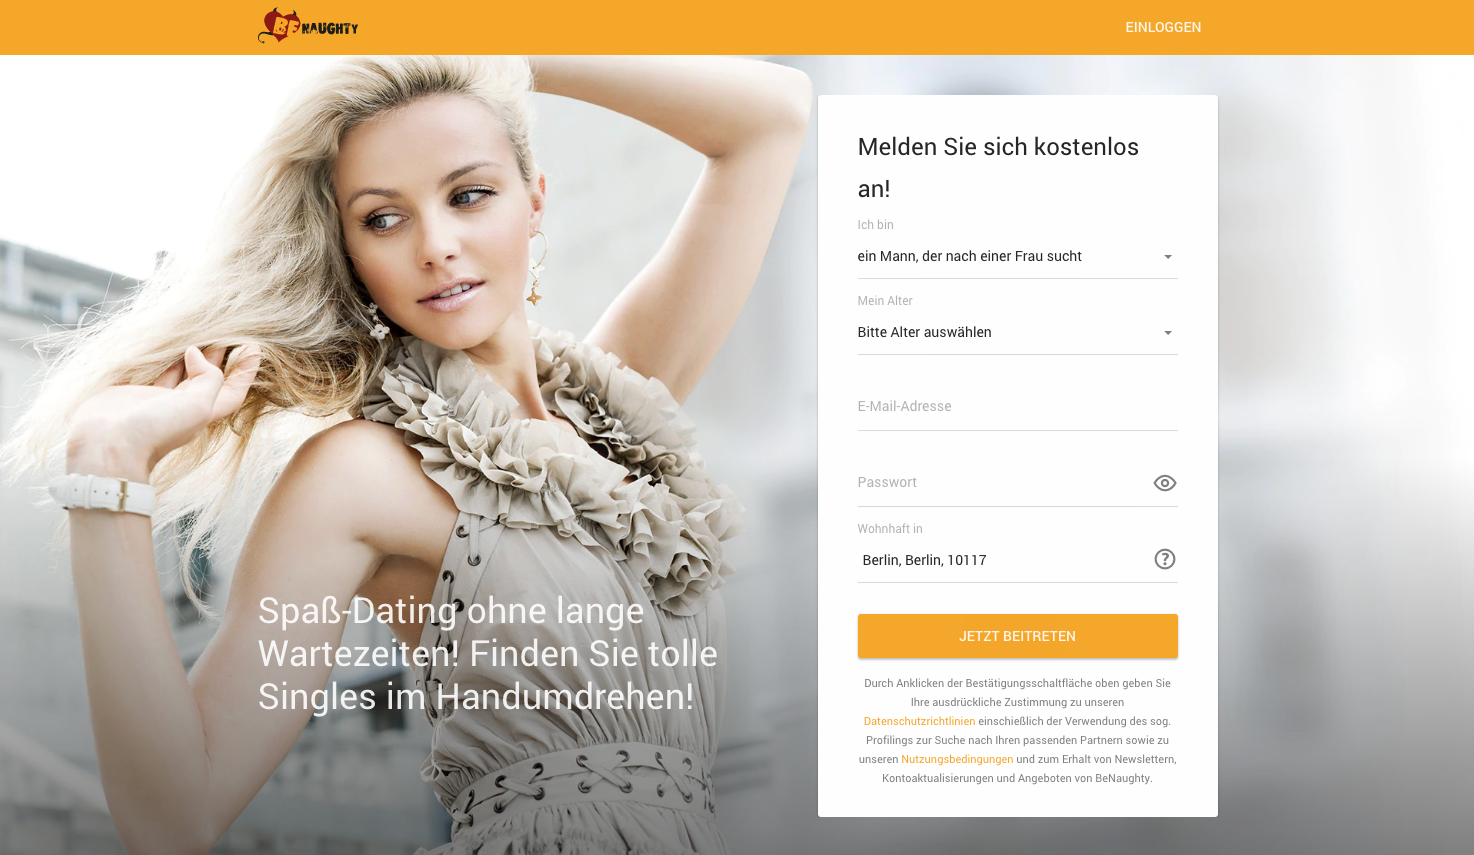 BE NAUGHTY
EINLOGGEN
Melden Sie sich kostenlos
an!
Ich bin
ein Mann, der nach einer Frau sucht
Mein Alter
Bitte Alter auswählen
E-Mail-Adresse
Passwort
Wohnhaft in
Berlin, Berlin, 10117
JETZT BEITRETEN
Durch Anklicken der Bestätigungsschaltfläche oben geben Sie
Ihre ausdrückliche Zustimmung zu unseren
Datenschutzrichtlinien einschießlich der Verwendung des sog.
Profilings zur Suche nach Ihren passenden Partnern sowie zu
unseren Nutzungsbedingungen und zum Erhalt von Newslettern,
Kontoaktualisierungen und Angeboten von BeNaughty.
Spaß-Dating ohne lange
Wartezeiten! Finden Sie tolle
Singles im Handumdrehen!